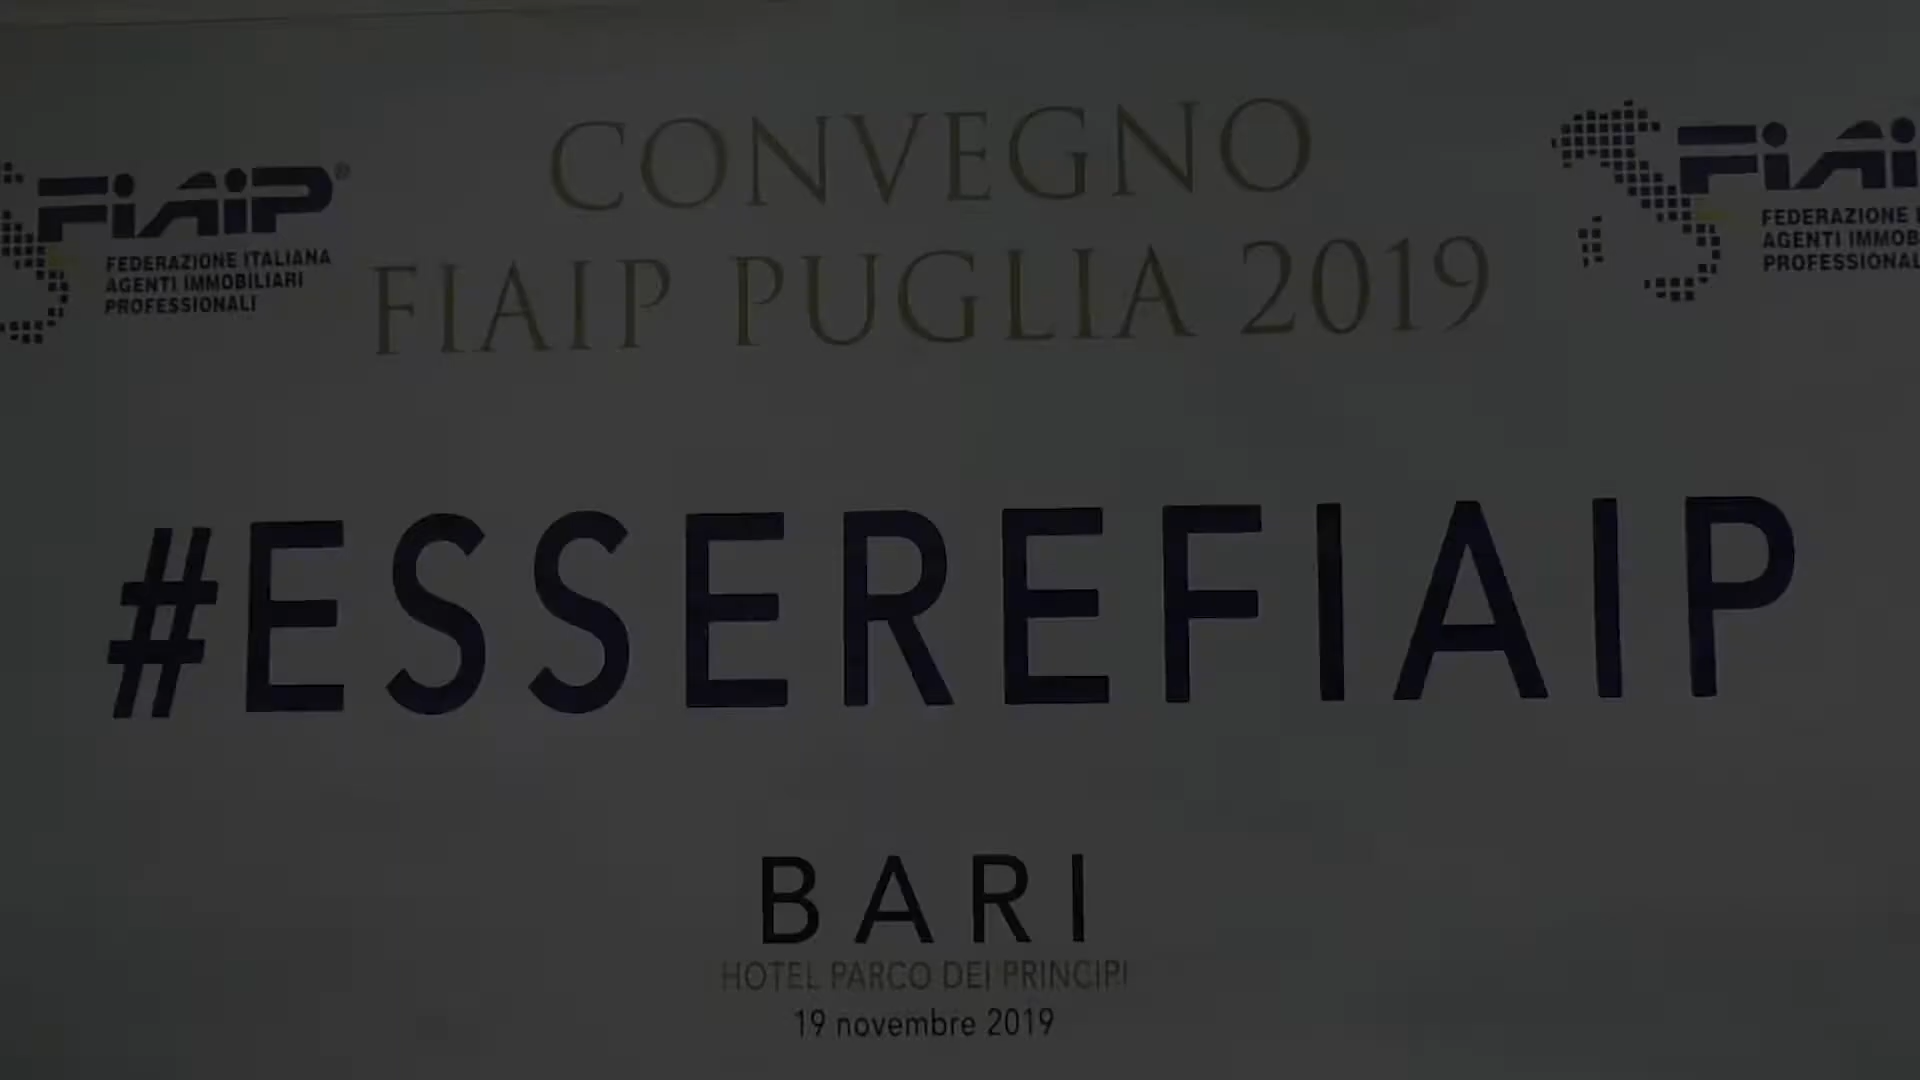 CONVEGNO
FIAIP PUGLIA 2019
FIAIP®
FEDERAZIONE ITALIANA
AGENTI IMMOBILIARI
PROFESSIONALI
FIAI
FEDERAZIONE I
AGENTI IMMOB
PROFESSIONAL
#ESSEREFIAIP
BARI
HOTEL PARCO DEI PRINCIPI
19 novembre 2019